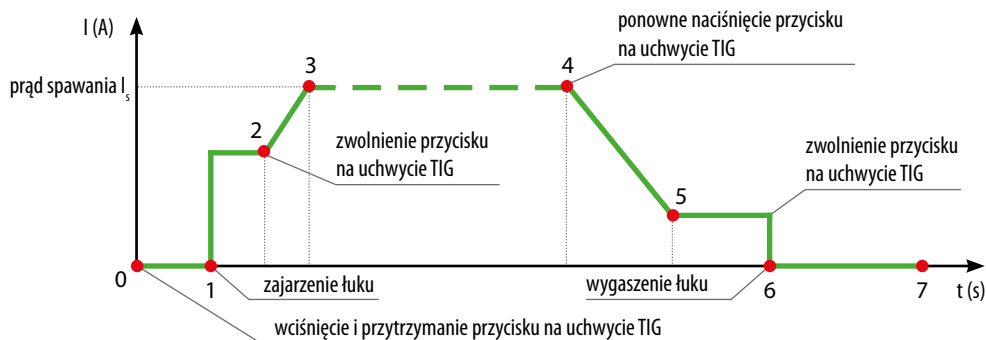 I (A)
ponowne naciśnięcie przycisku
na uchwycie TIG
3
4
prąd spawania Iₛ
2
zwolnienie przycisku
na uchwycie TIG
zwolnienie przycisku
na uchwycie TIG
5
0
1
zajarzenie łuku
wygaszenie łuku
6
7
t (s)
wciśnięcie i przytrzymanie przycisku na uchwycie TIG